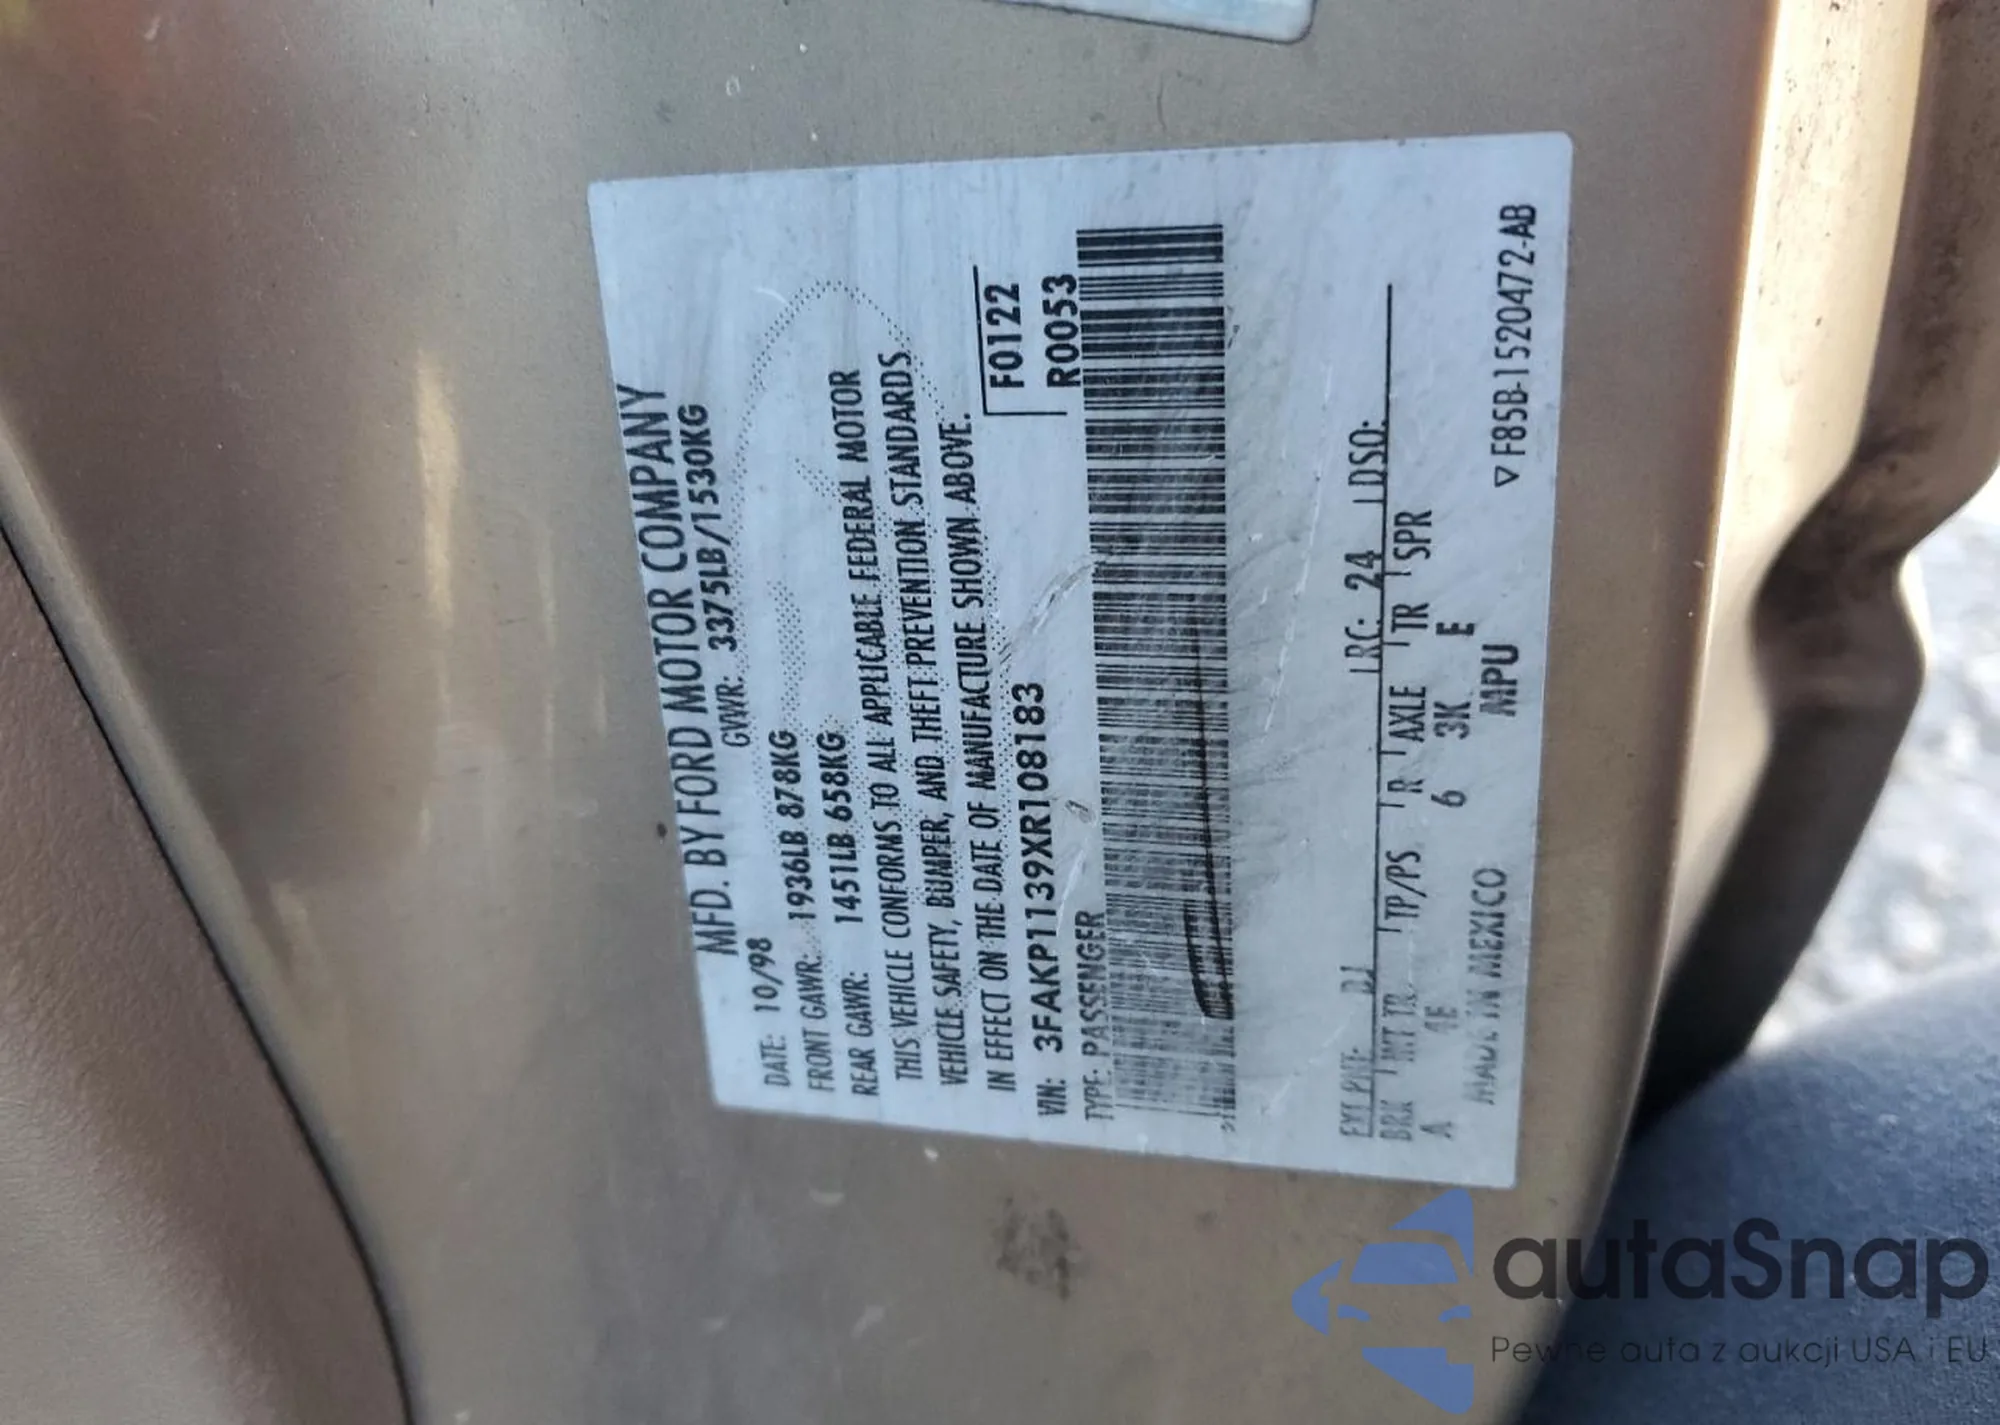 MFD. BY FORD MOTOR COMPANY
DATE: 10/98 GVWR: 3375LB/1530KG
FRONT GAWR: 1936LB 878KG
REAR GAWR: 1451LB 658KG
THIS VEHICLE CONFORMS TO ALL APPLICABLE FEDERAL MOTOR
VEHICLE SAFETY, BUMPER, AND THEFT PREVENTION STANDARDS
IN EFFECT ON THE DATE OF MANUFACTURE SHOWN ABOVE.
VIN: 3FAKP1139XR108183 F0122
TYPE: PASSENGER R0053
EXT PNT: DJ RC: 24 DSO:
BRK INT TR TP/PS R AXLE TR SPR
A 4E 6 3K E
MADE IN MEXICO MPU
▽ F85B-1520472-AB
autaSnap
Pewne auta z aukcji USA i EU